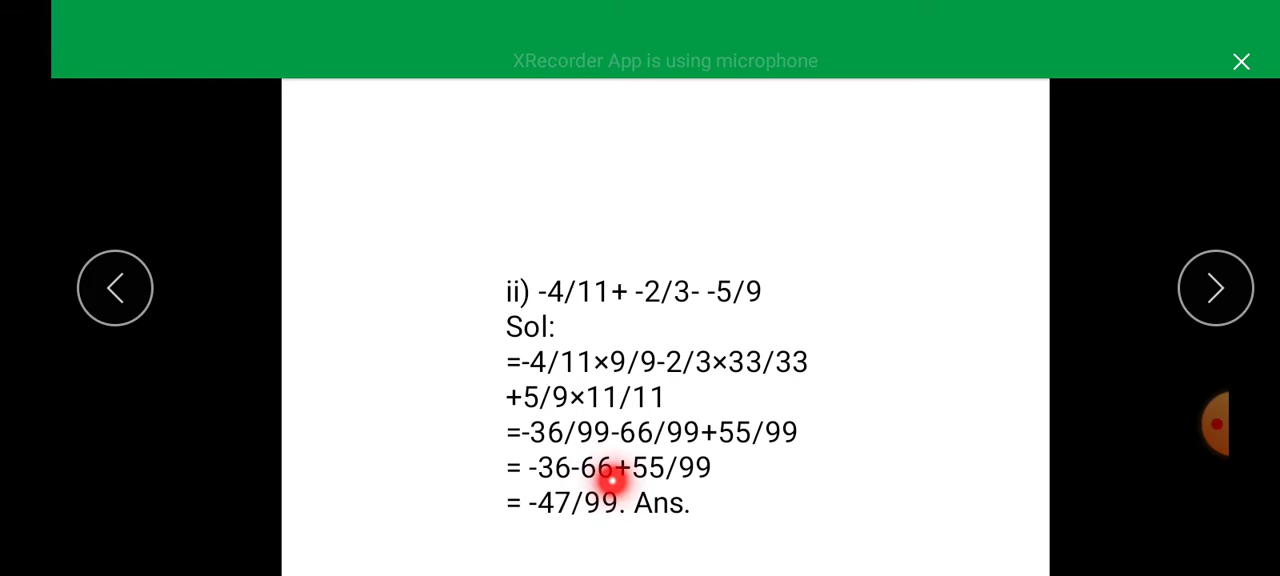 XRecorder App is using microphone
ii) -4/11+ -2/3- -5/9
Sol:
=-4/11×9/9-2/3×33/33
+5/9×11/11
=-36/99-66/99+55/99
= -36-66+55/99
= -47/99. Ans.